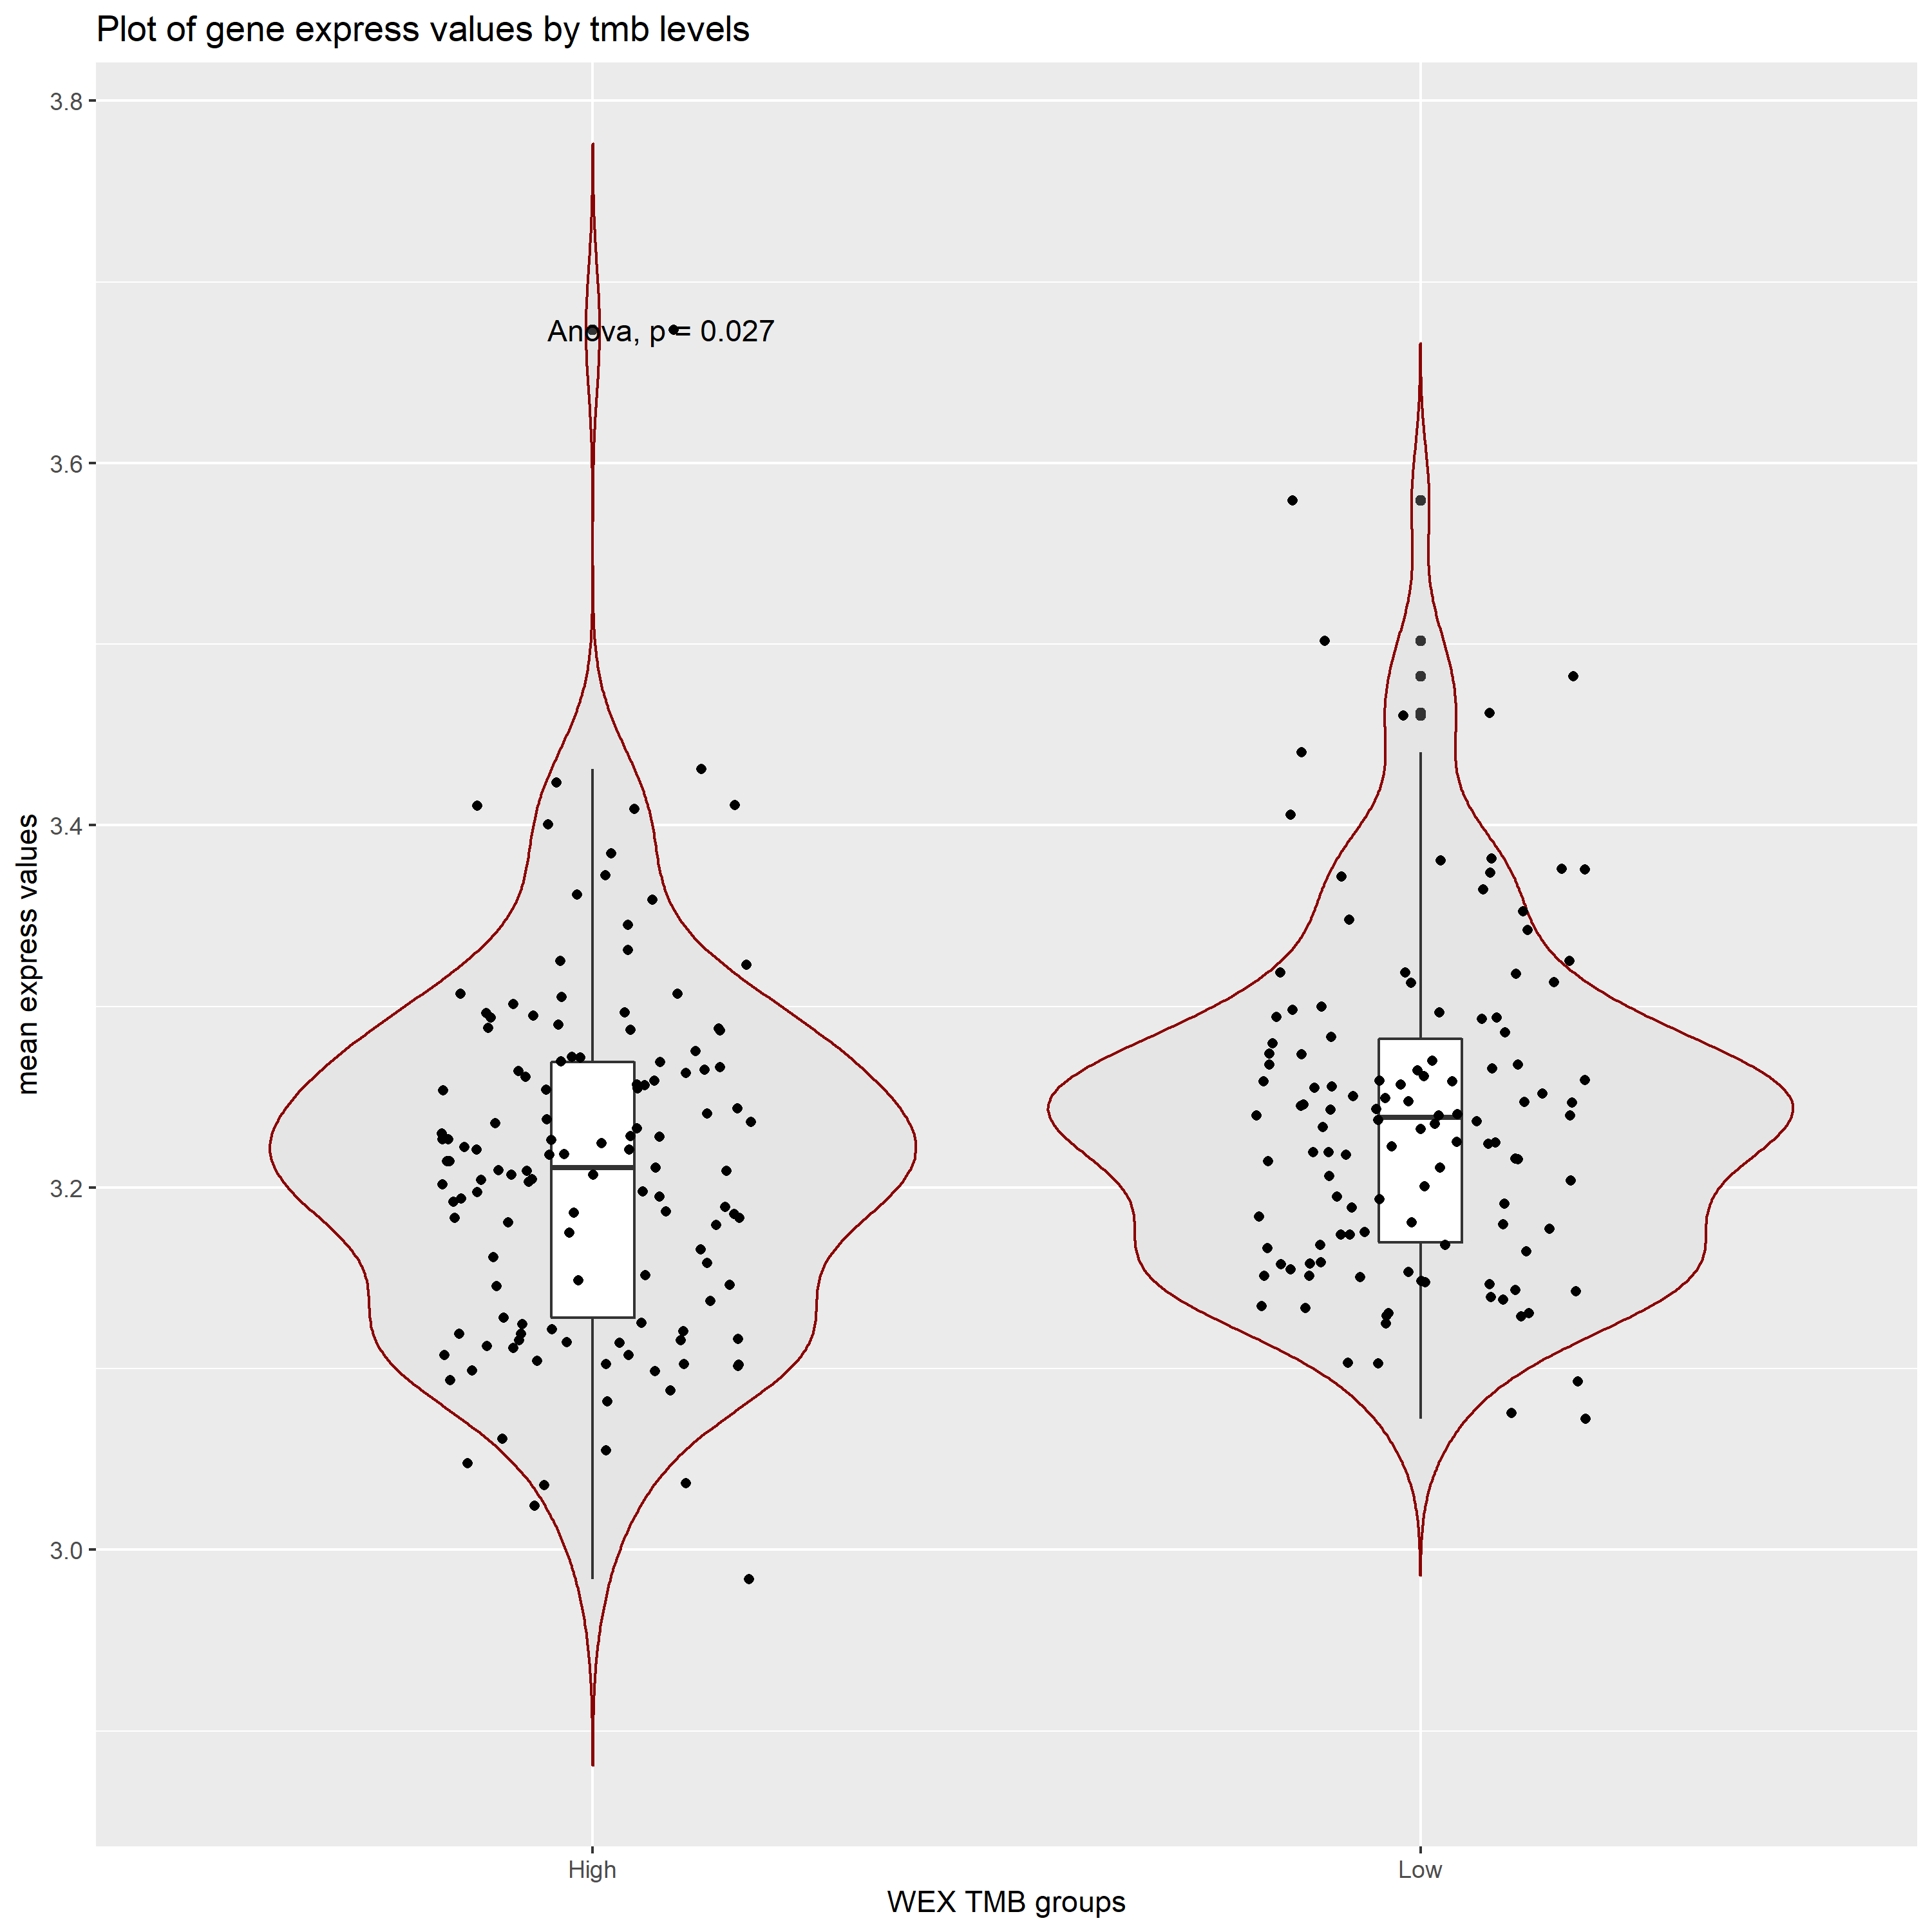 Plot of gene express values by tmb levels
3.8
Anova, p = 0.027
3.6
3.4
mean express values
3.2
3.0
High
Low
WEX TMB groups